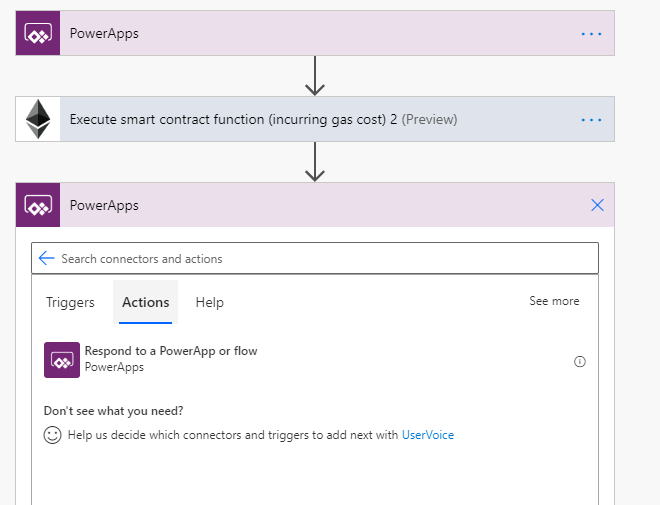 PowerApps
Execute smart contract function (incurring gas cost) 2 (Preview)
PowerApps
Search connectors and actions
Triggers Actions Help See more
Respond to a PowerApp or flow
PowerApps
Don't see what you need?
Help us decide which connectors and triggers to add next with UserVoice